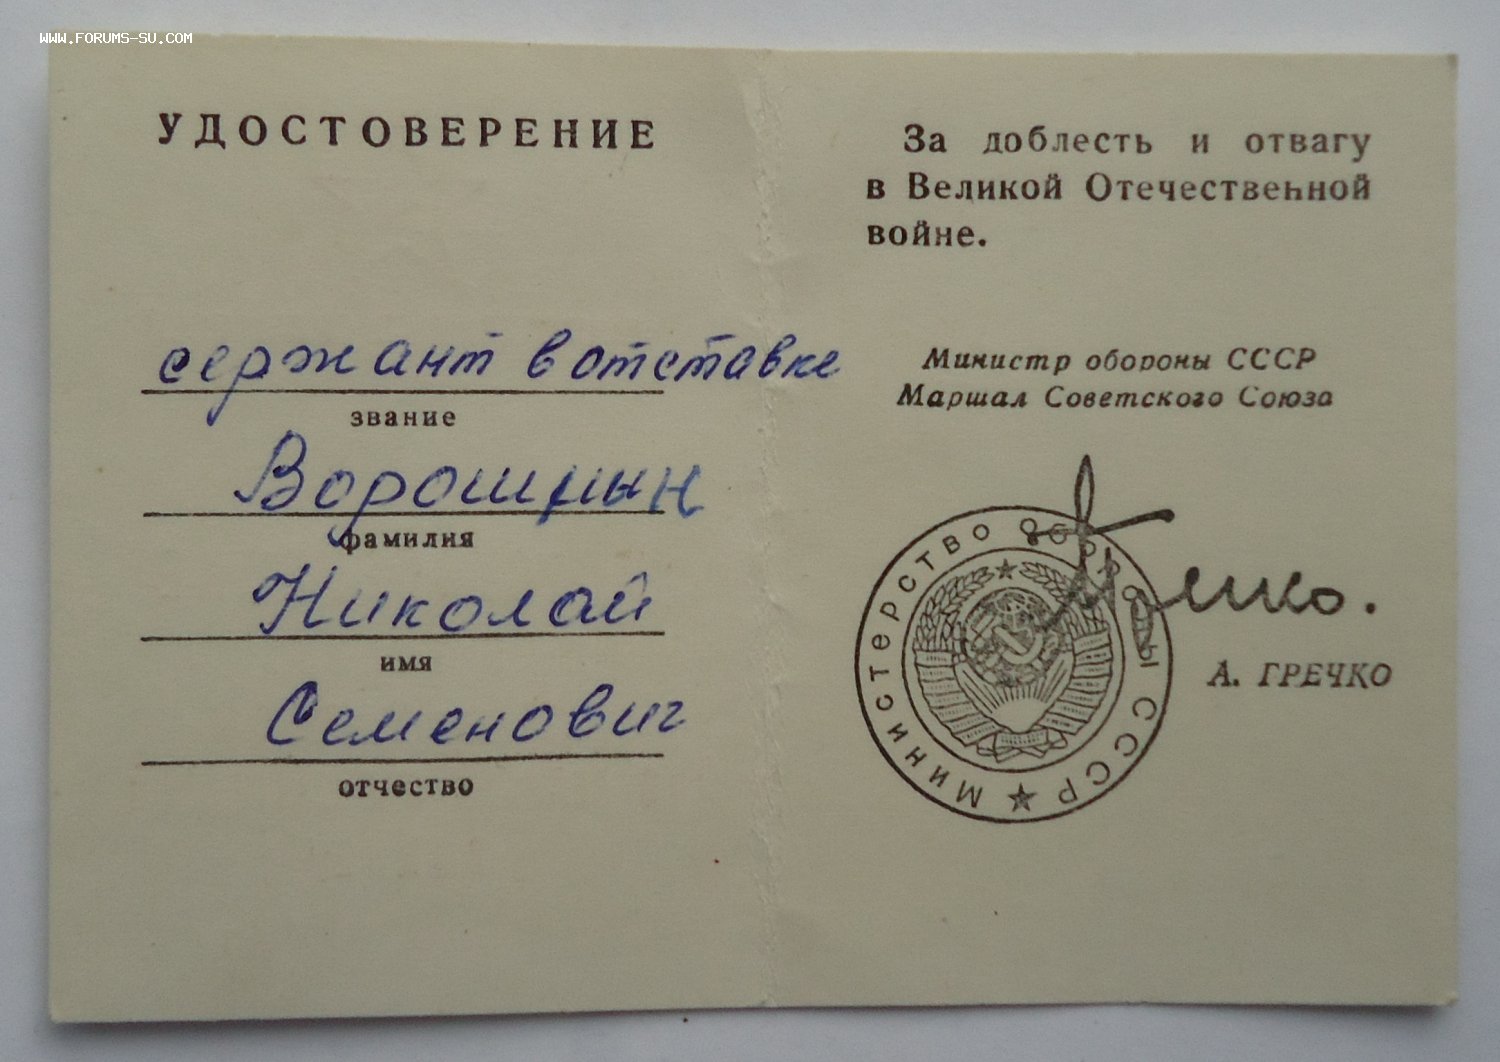 WWW.FORUMS-SU.COM
УДОСТОВЕРЕНИЕ
сержант в отставке
звание
фамилия
Николай
имя
Семенович
отчество
За доблесть и отвагу
в Великой Отечественной
войне.
Министр обороны СССР
Маршал Советского Союза
МИНИСТЕРСТВО ОБОРОНЫ СССР
А. ГРЕЧКО